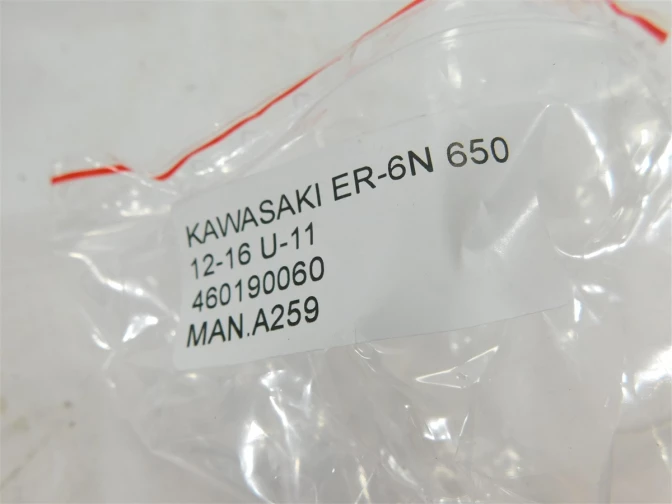 KAWASAKI ER-6N 650
12-16 U-11
460190060
MAN.A259